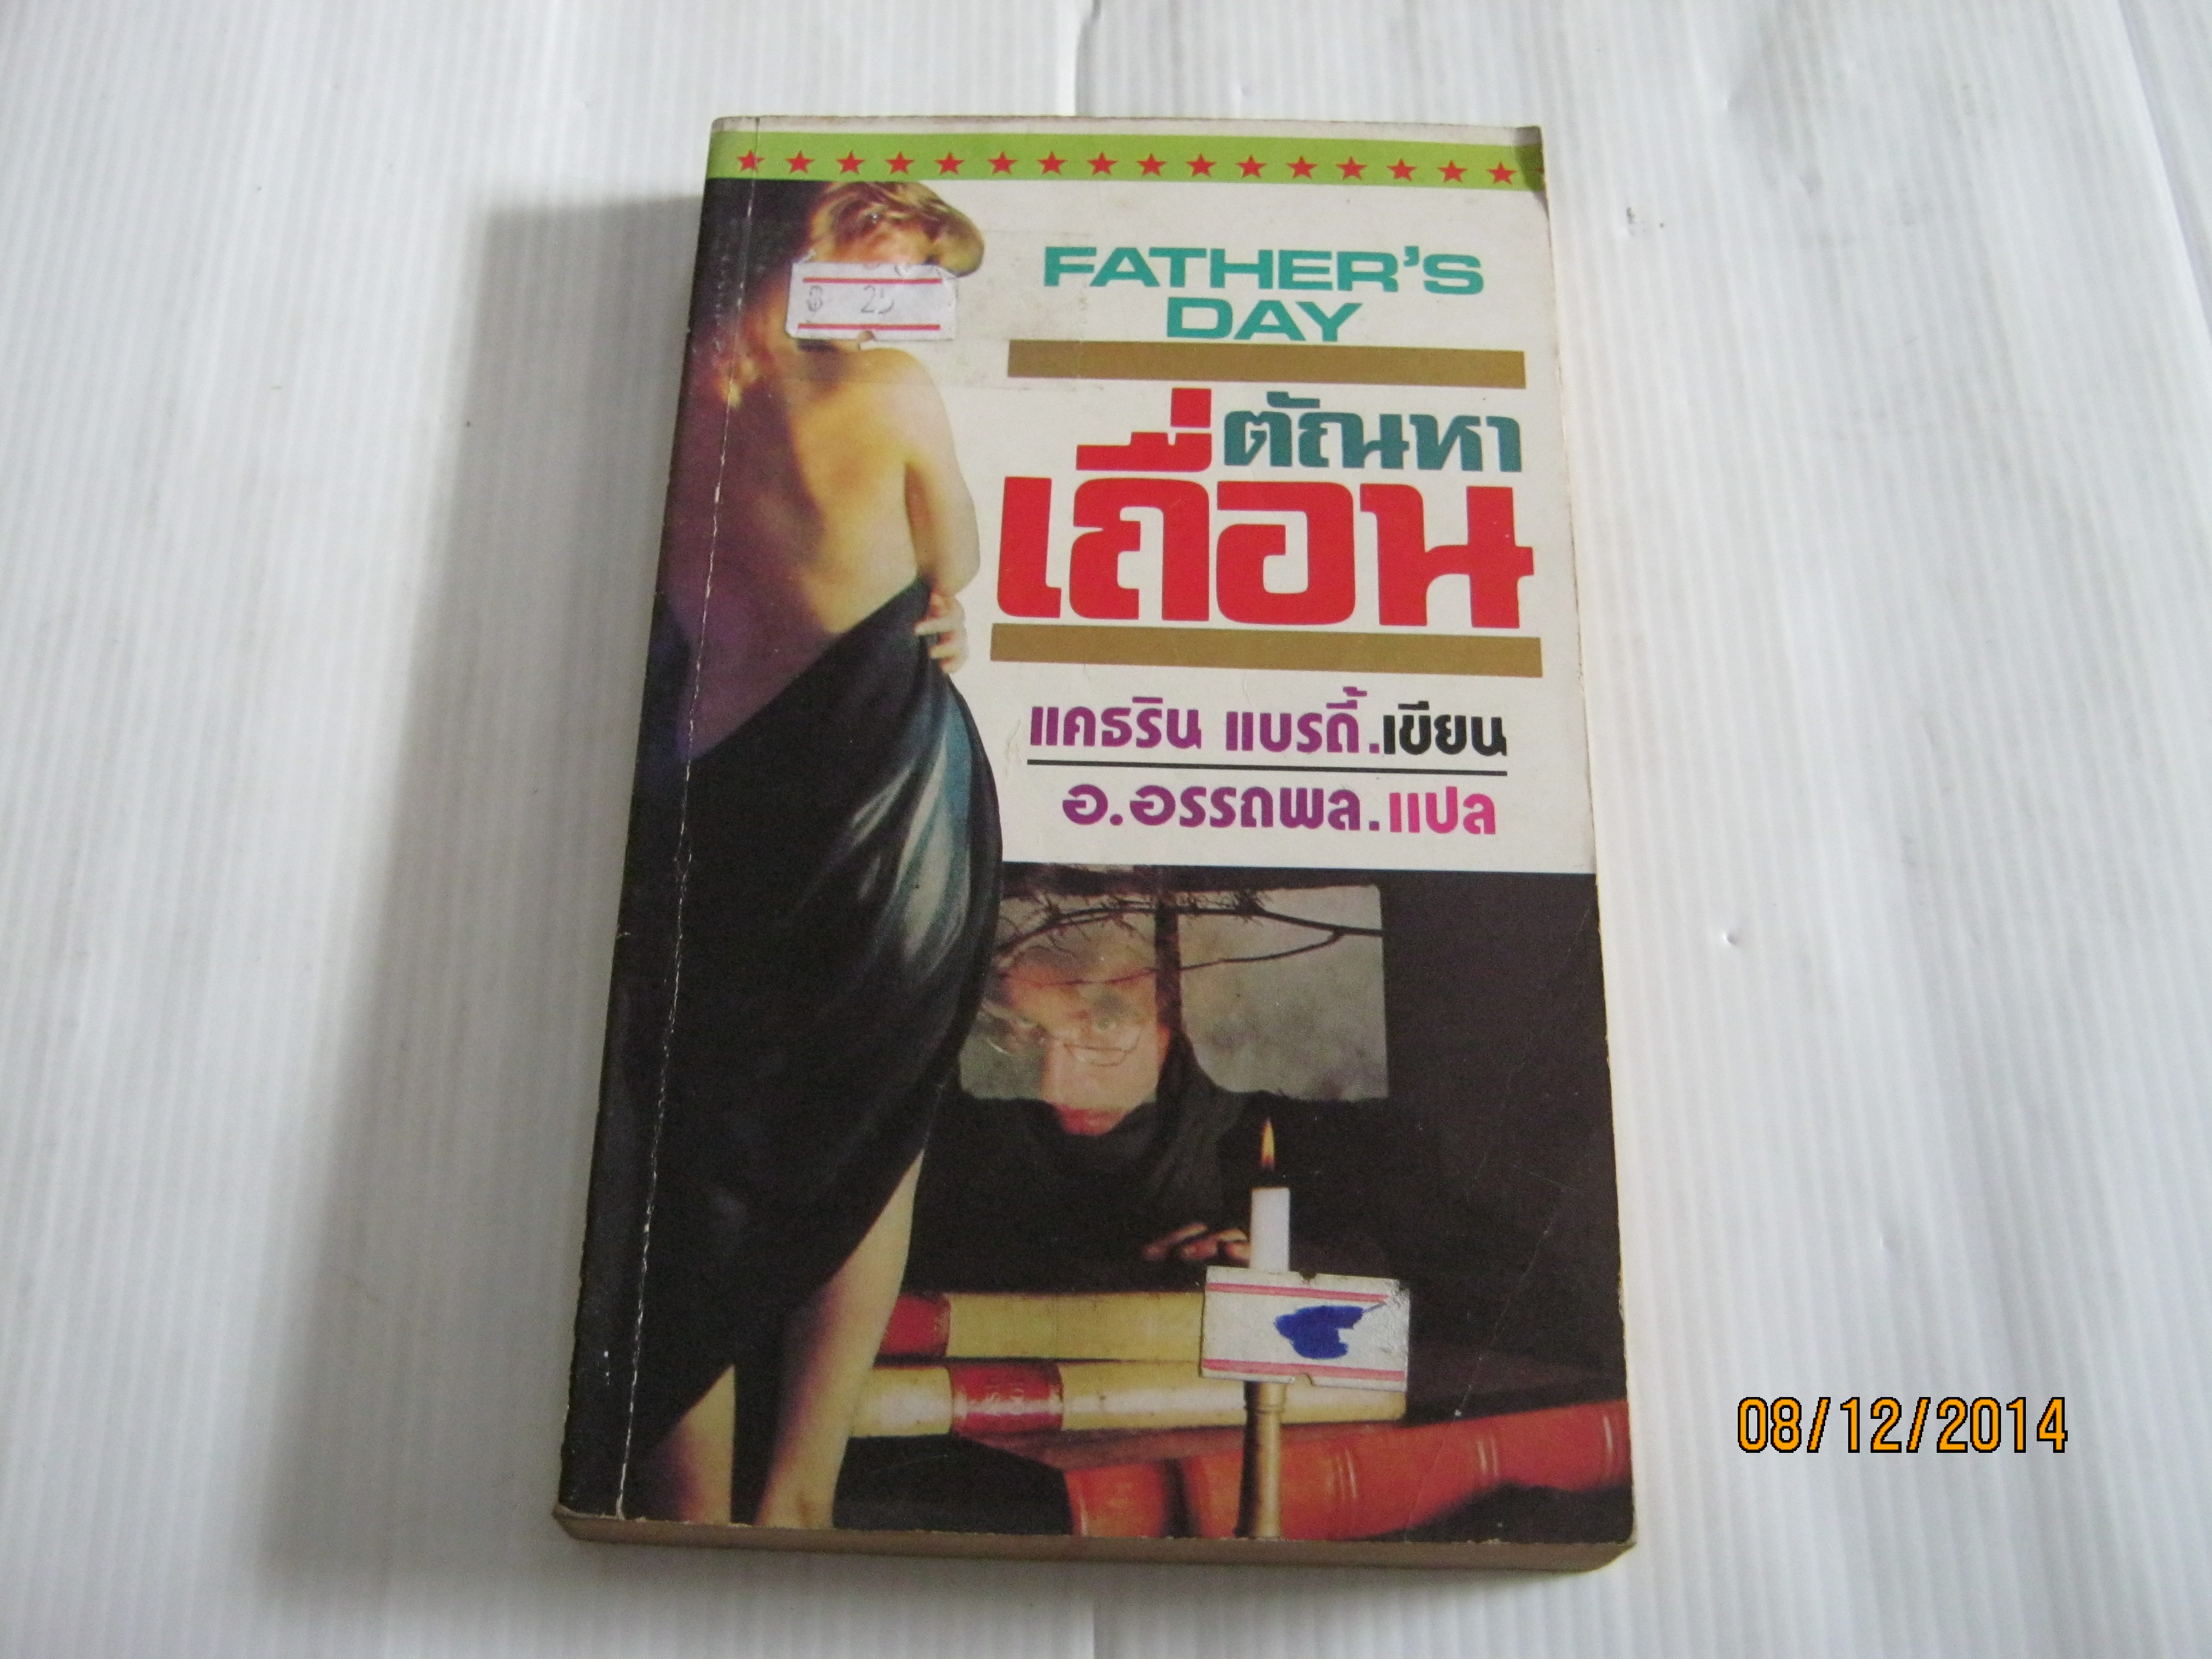 FATHER'S
DAY
ตัณหา
เถื่อน
แคธริน แบรดี้.เขียน
อ.อรรถพล.แปล
25
08/12/2014